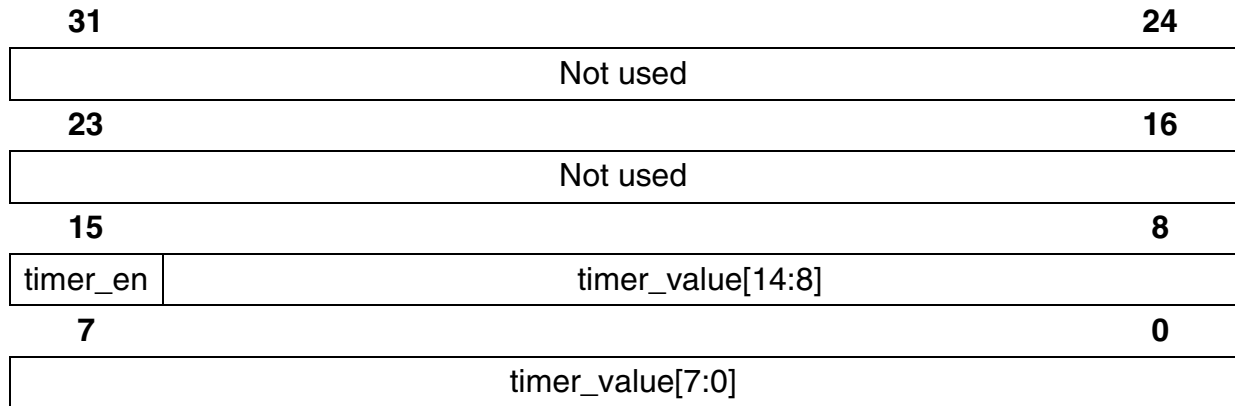 31 24
Not used
23 16
Not used
15 8
timer_en timer_value[14:8]
7 0
timer_value[7:0]